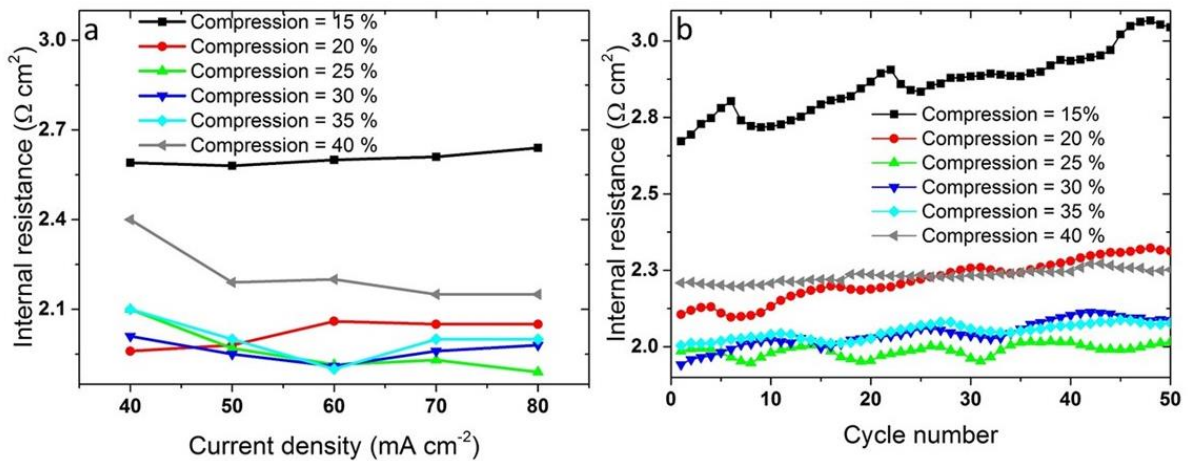 a
Compression = 15 %
Compression = 20 %
Compression = 25 %
Compression = 30 %
Compression = 35 %
Compression = 40 %
3.0
2.7
2.4
2.1
Internal resistance (Ω cm²)
40 50 60 70 80
Current density (mA cm⁻²)
b
Compression = 15%
Compression = 20 %
Compression = 25 %
Compression = 30 %
Compression = 35 %
Compression = 40 %
3.0
2.8
2.5
2.3
2.0
Internal resistance (Ω cm²)
0 10 20 30 40 50
Cycle number